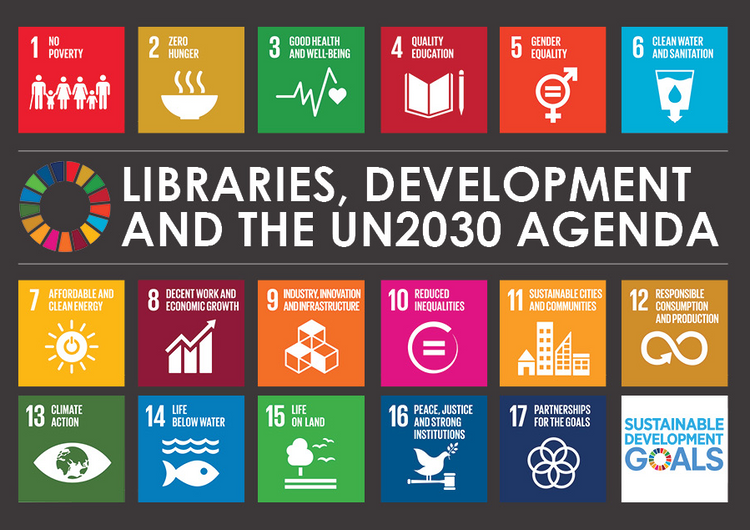 1 NO
POVERTY
2 ZERO
HUNGER
3 GOOD HEALTH
AND WELL-BEING
4 QUALITY
EDUCATION
5 GENDER
EQUALITY
6 CLEAN WATER
AND SANITATION
LIBRARIES, DEVELOPMENT
AND THE UN2030 AGENDA
7 AFFORDABLE AND
CLEAN ENERGY
8 DECENT WORK AND
ECONOMIC GROWTH
9 INDUSTRY, INNOVATION
AND INFRASTRUCTURE
10 REDUCED
INEQUALITIES
11 SUSTAINABLE CITIES
AND COMMUNITIES
12 RESPONSIBLE
CONSUMPTION
AND PRODUCTION
13 CLIMATE
ACTION
14 LIFE
BELOW WATER
15 LIFE
ON LAND
16 PEACE, JUSTICE
AND STRONG
INSTITUTIONS
17 PARTNERSHIPS
FOR THE GOALS
SUSTAINABLE
DEVELOPMENT
GOALS